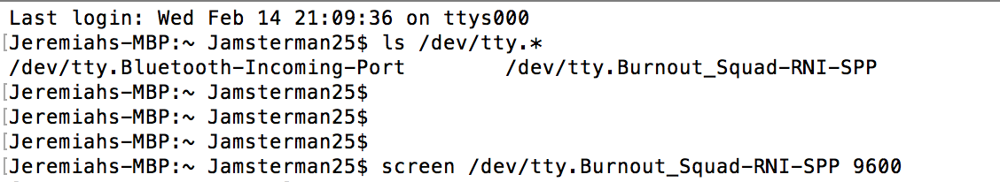 Last login: Wed Feb 14 21:09:36 on ttys000
[Jeremiahs-MBP:~ Jamsterman25$ ls /dev/tty.*
/dev/tty.Bluetooth-Incoming-Port        /dev/tty.Burnout_Squad-RNI-SPP
[Jeremiahs-MBP:~ Jamsterman25$
[Jeremiahs-MBP:~ Jamsterman25$
[Jeremiahs-MBP:~ Jamsterman25$
[Jeremiahs-MBP:~ Jamsterman25$ screen /dev/tty.Burnout_Squad-RNI-SPP 9600